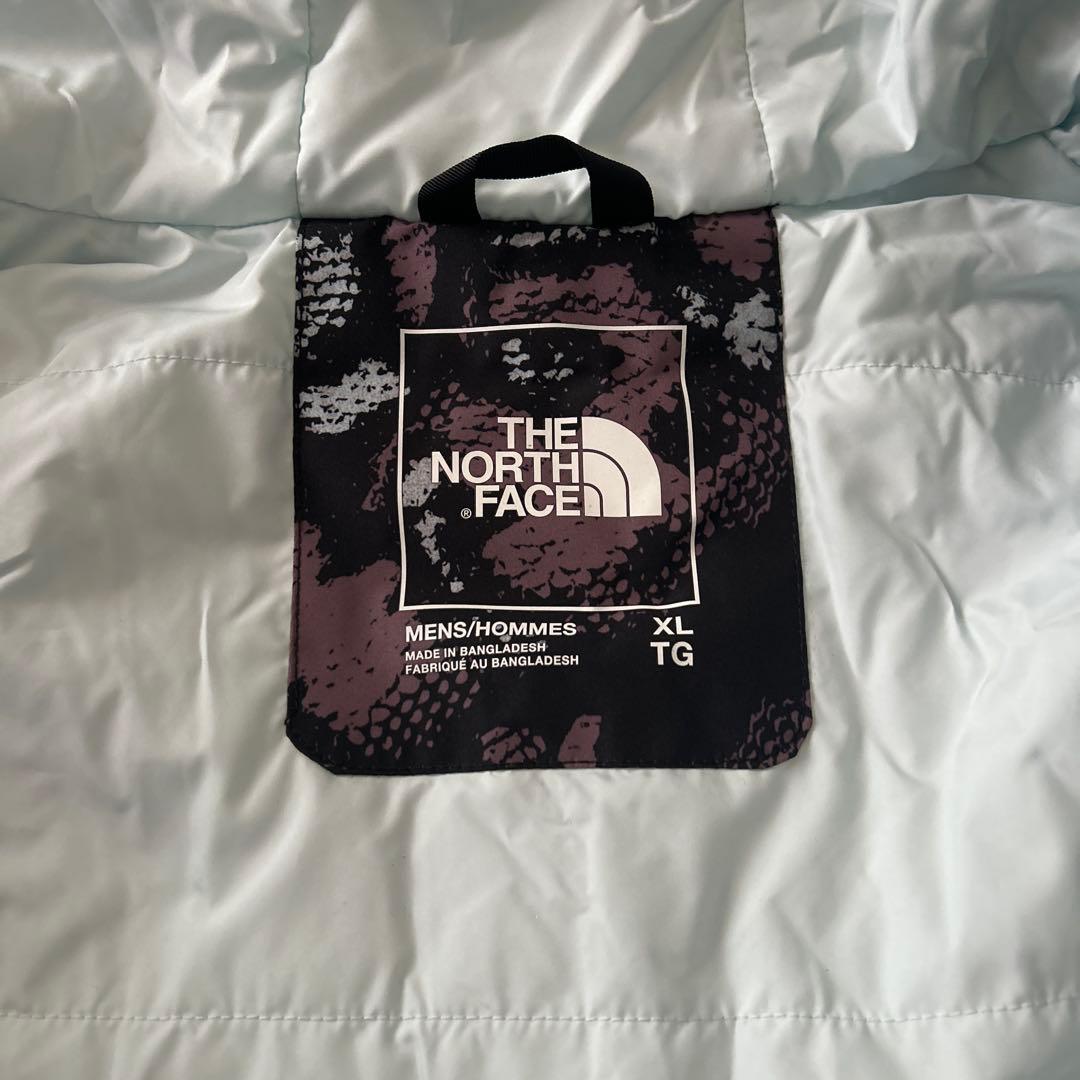 THE
NORTH
® FACE
MENS/HOMMES XL
MADE IN BANGLADESH TG
FABRIQUÉ AU BANGLADESH